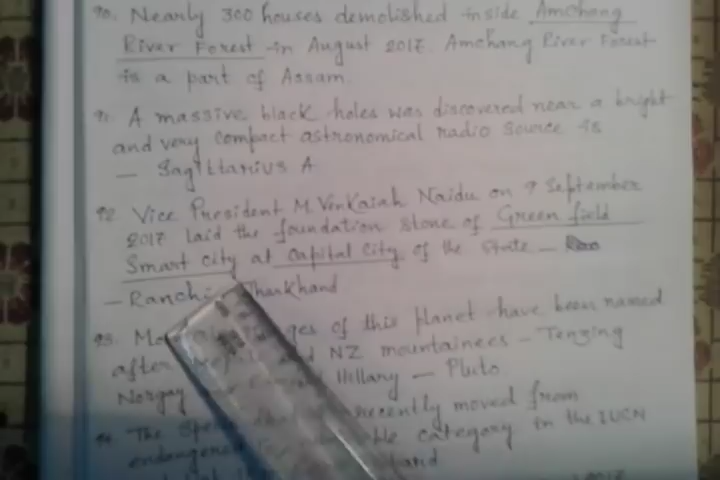 90. Nearly 300 houses demolished inside Amchang
River Forest in August 2017. Amchang River Forest
is a part of Assam.
91. A massive black holes was discovered near a bright
and very compact astronomical radio source is
— Sagittarius A
92. Vice President M. Venkaiah Naidu on 9 September
2017 laid the foundation stone of Green field
Smart city at Capital City of the State —
— Ranchi Jharkhand
93. of this planet have been named
after NZ mountainees — Tenzing
Norgay Hillary — Pluto
94. The recently moved from
endangered category in the IUCN